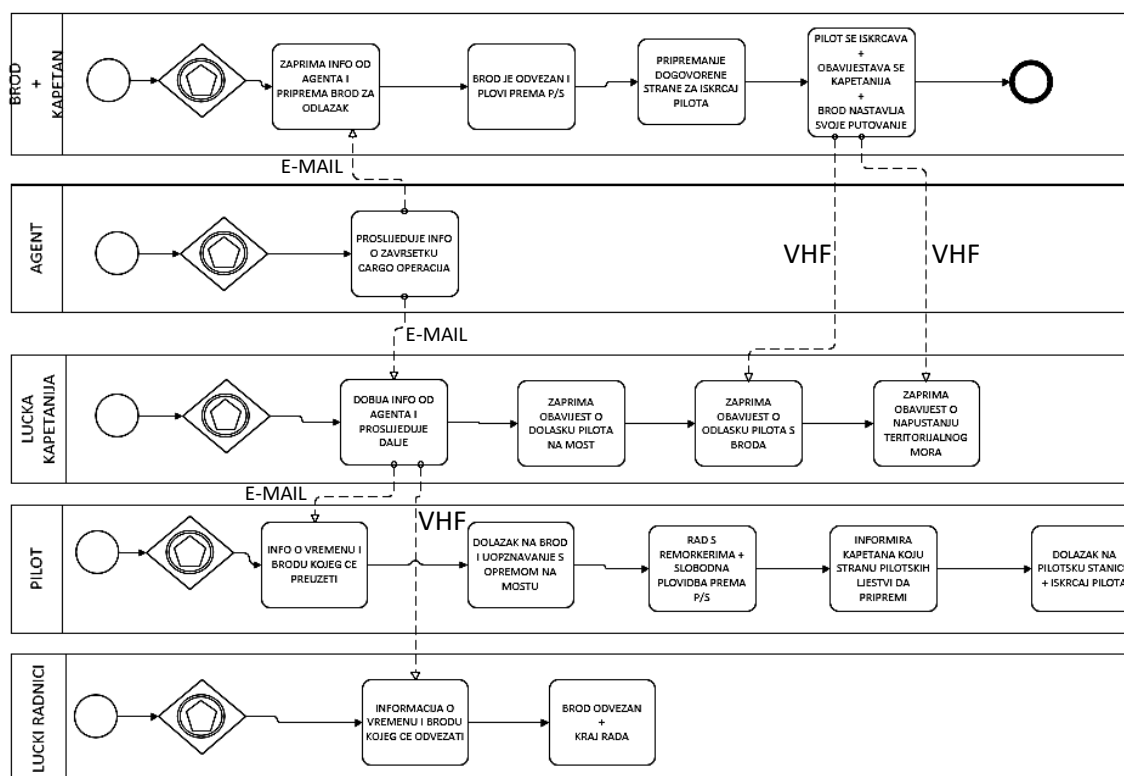 BROD
+
KAPETAN
ZAPRIMA INFO OD
AGENTA I
PRIPREMA BROD ZA
ODLAZAK
BROD JE ODVEZAN I
PLOVI PREMA P/S
PRIPREMANJE
DOGOVORENE
STRANE ZA ISKRCAJ
PILOTA
PILOT SE ISKRCAVA
+
OBAVIJESTAVA SE
KAPETANIJA
+
BROD NASTAVLJA
SVOJE PUTOVANJE
E-MAIL
AGENT
PROSLIJEDUJE INFO
O ZAVRSETKU
CARGO OPERACIJA
VHF
VHF
E-MAIL
LUCKA
KAPETANIJA
DOBIJA INFO OD
AGENTA I
PROSLIJEDUJE
DALJE
ZAPRIMA
OBAVIJEST O
DOLASKU PILOTA
NA MOST
ZAPRIMA
OBAVIJEST O
ODLASKU PILOTA S
BRODA
ZAPRIMA
OBAVIJEST O
NAPUSTANJU
TERITORIJALNOG
MORA
E-MAIL
VHF
PILOT
INFO O VREMENU I
BRODU KOJEG CE
PREUZETI
DOLAZAK NA BROD
I UOPZNAVANJE S
OPREMOM NA
MOSTU
RAD S
REMORKERIMA +
SLOBODNA
PLOVIDBA PREMA
P/S
INFORMIRA
KAPETANA KOJU
STRANU PILOTSKIH
LJESTVI DA
PRIPREMI
DOLAZAK NA
PILOTSKU STANICU
+ ISKRCAJ PILOTA
LUCKI RADNICI
INFORMACIJA O
VREMENU I BRODU
KOJEG CE ODVEZATI
BROD ODVEZAN
+
KRAJ RADA